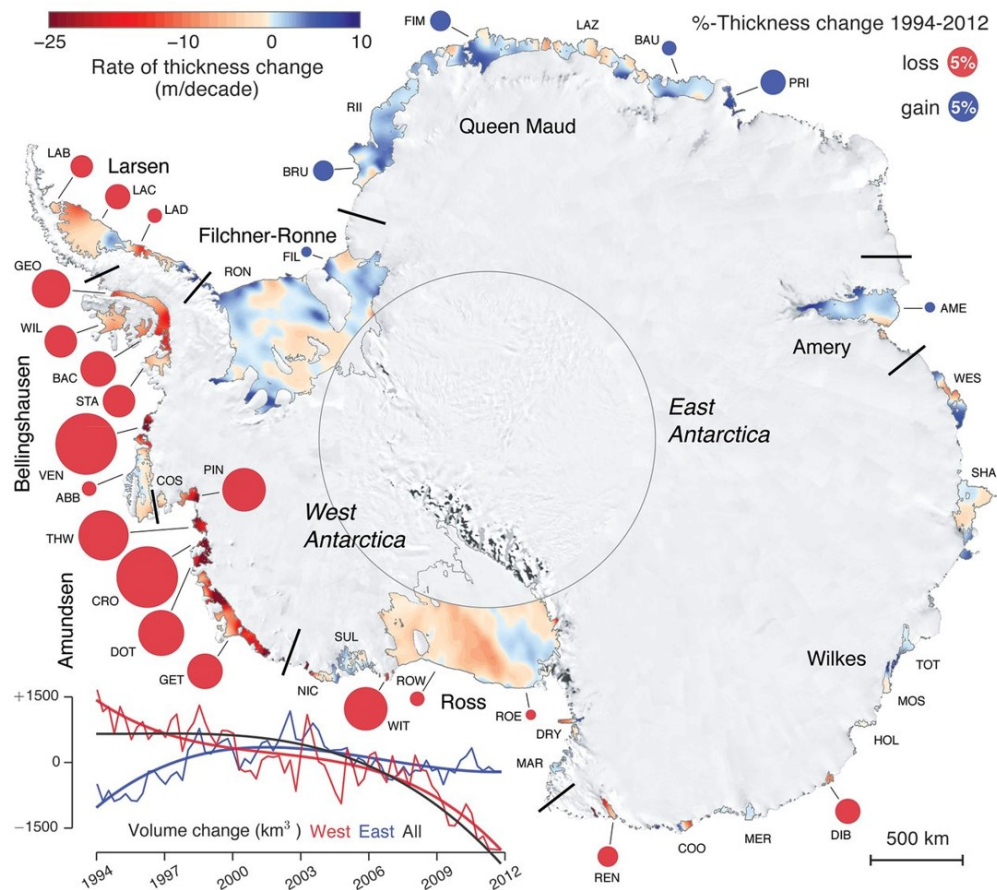 −25
−10
0
10
Rate of thickness change
(m/decade)
%-Thickness change 1994-2012
loss 5%
gain 5%
FIM
LAZ
BAU
PRI
RII
BRU
Queen Maud
LAB
Larsen
LAC
LAD
Filchner-Ronne
FIL
RON
GEO
WIL
BAC
STA
Bellingshausen
VEN
ABB
COS
PIN
THW
CRO
DOT
GET
Amundsen
AME
Amery
WES
SHA
East
Antarctica
West
Antarctica
Wilkes
TOT
MOS
HOL
DIB
MER
COO
REN
MAR
DRY
ROE
Ross
ROW
WIT
SUL
NIC
500 km
+1500
0
−1500
Volume change (km³ ) West East All
1994
1997
2000
2003
2006
2009
2012